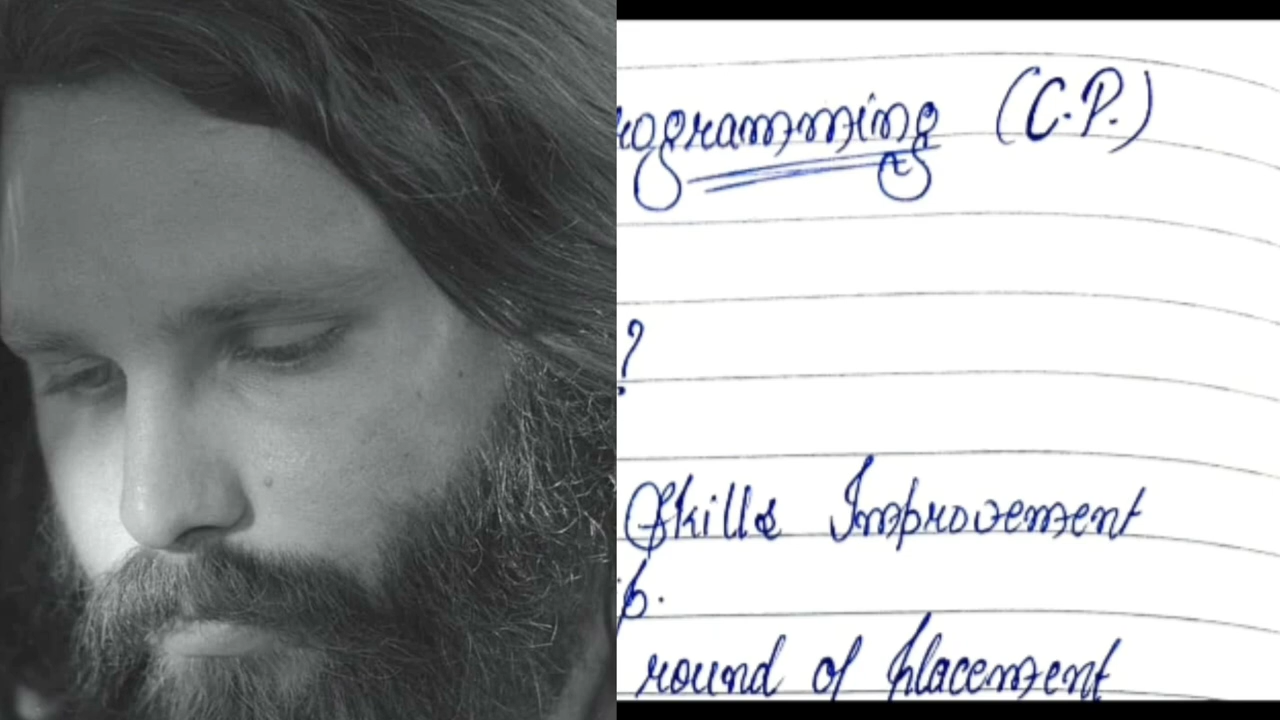 rogramming (C.P.)
?
Skills Improvement
p.
round of placement